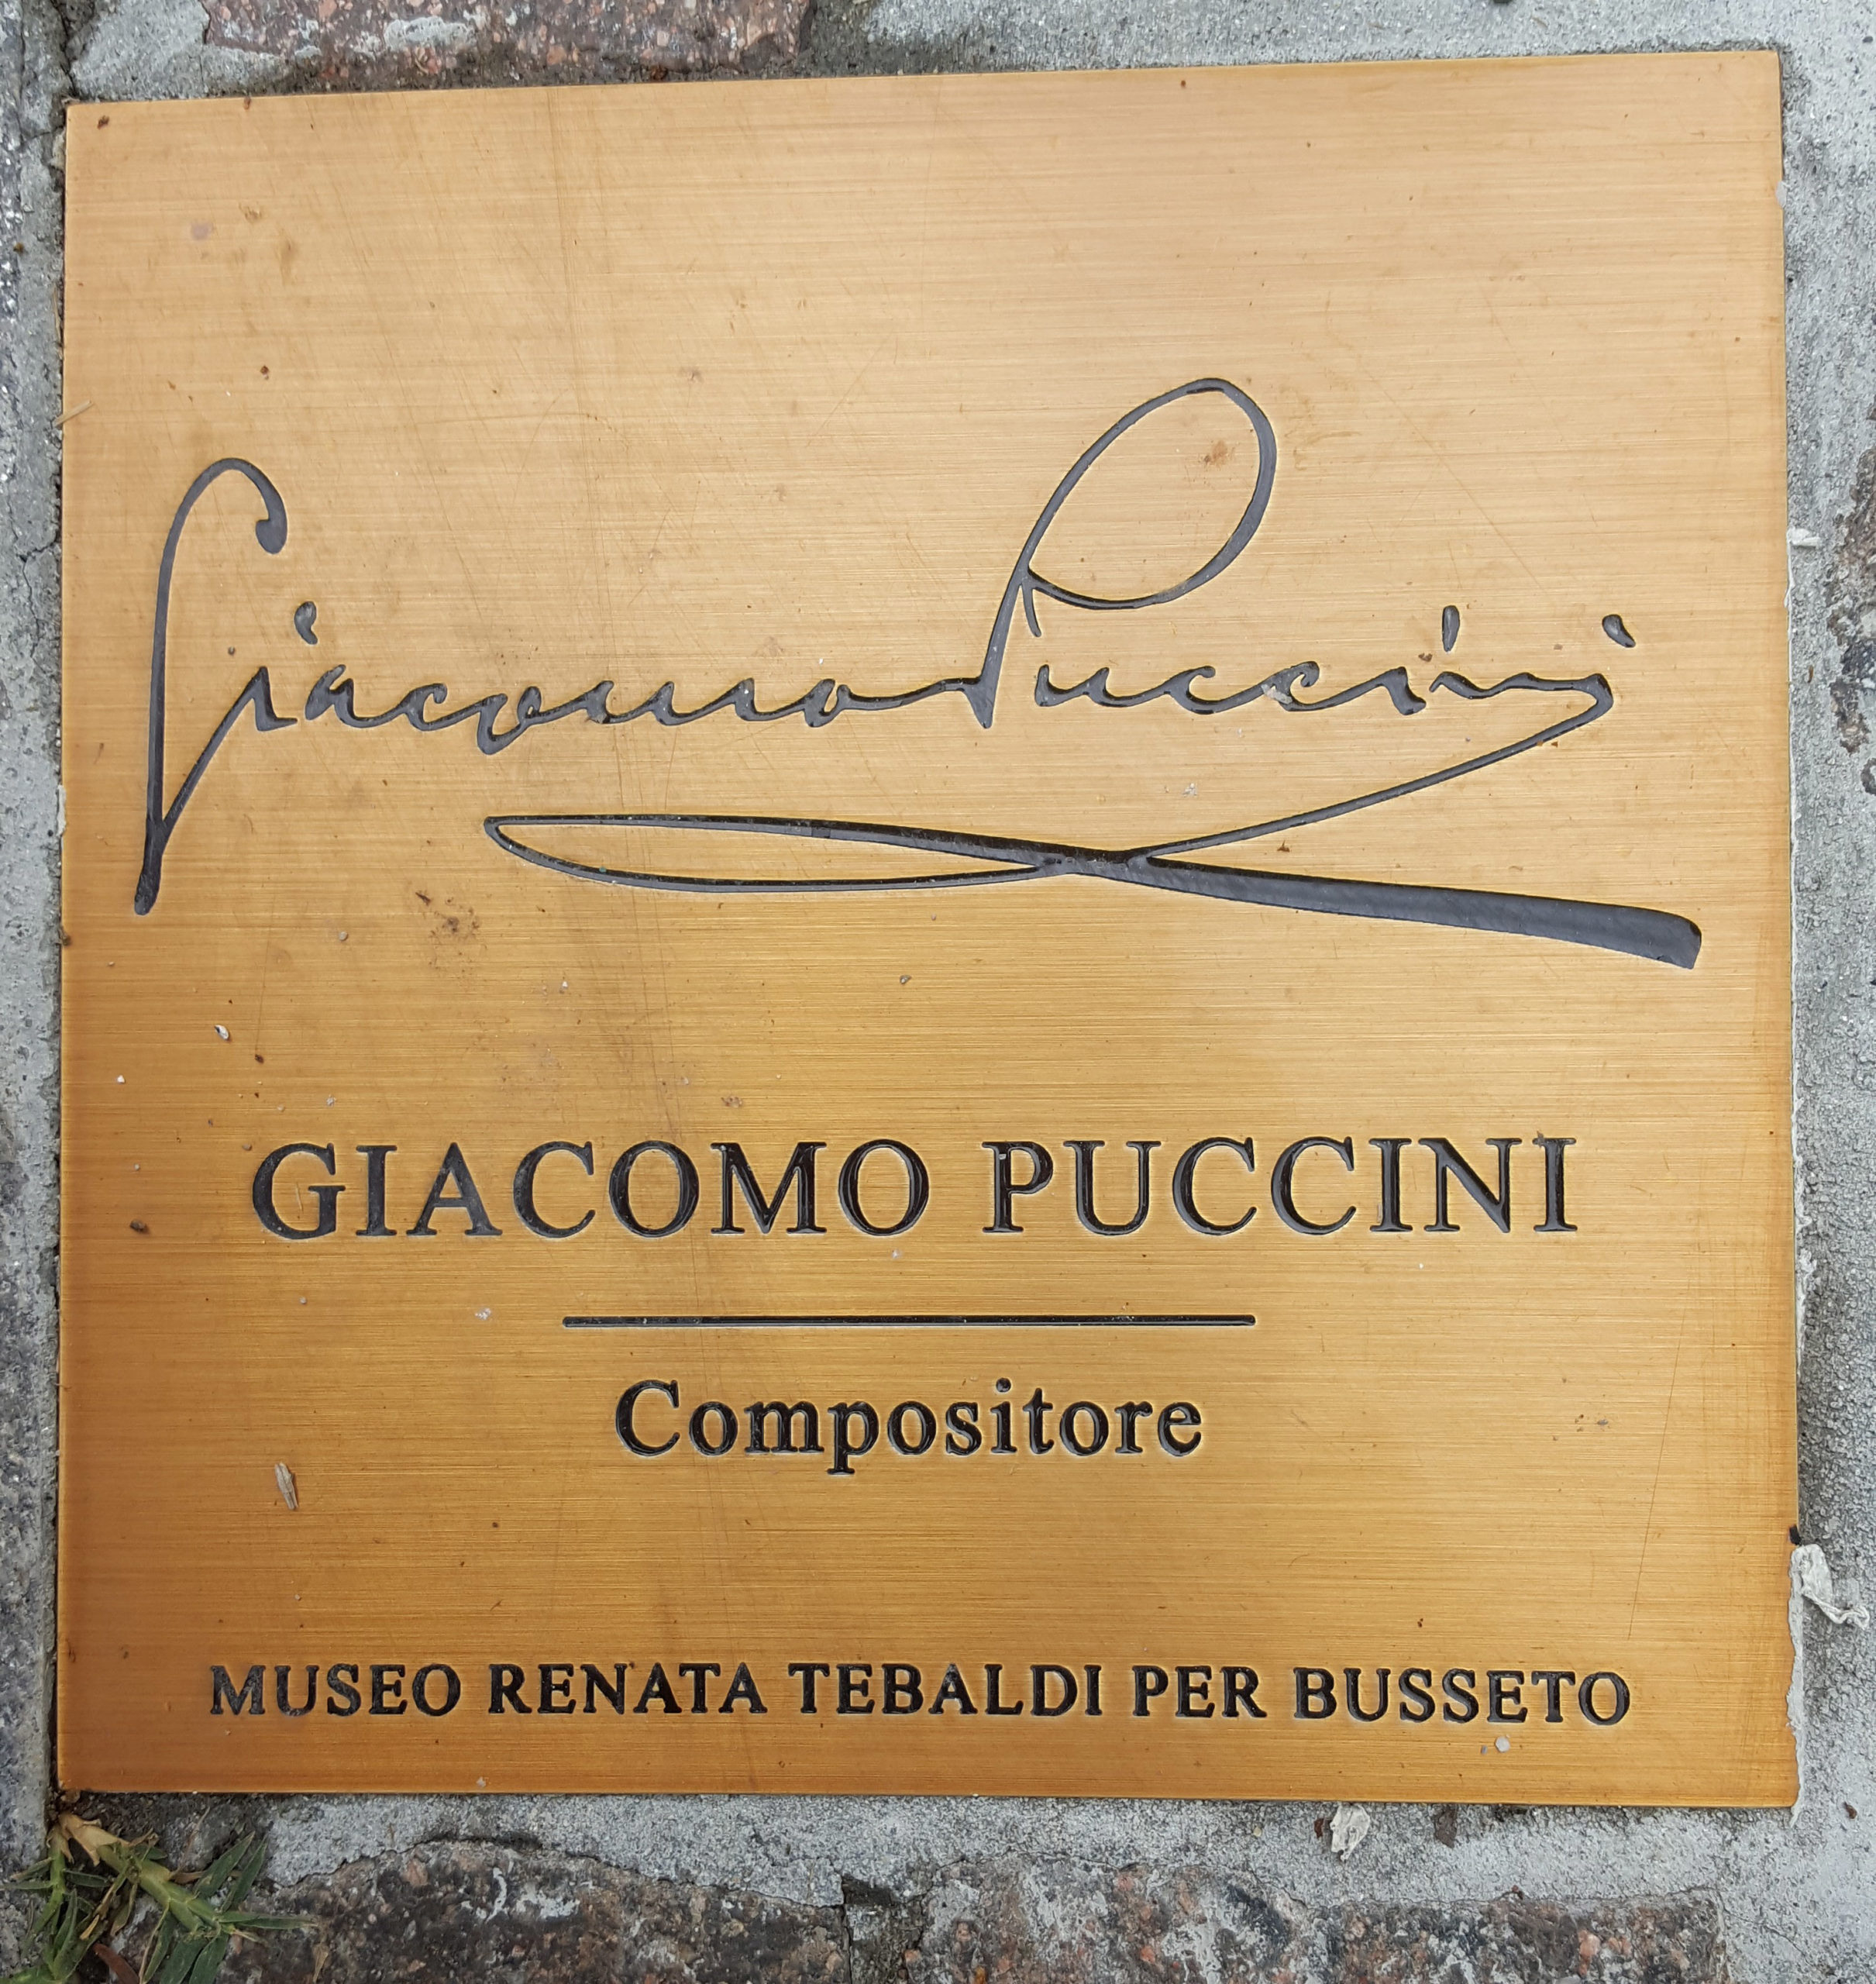 Giacomo Puccini
GIACOMO PUCCINI
Compositore
MUSEO RENATA TEBALDI PER BUSSETO